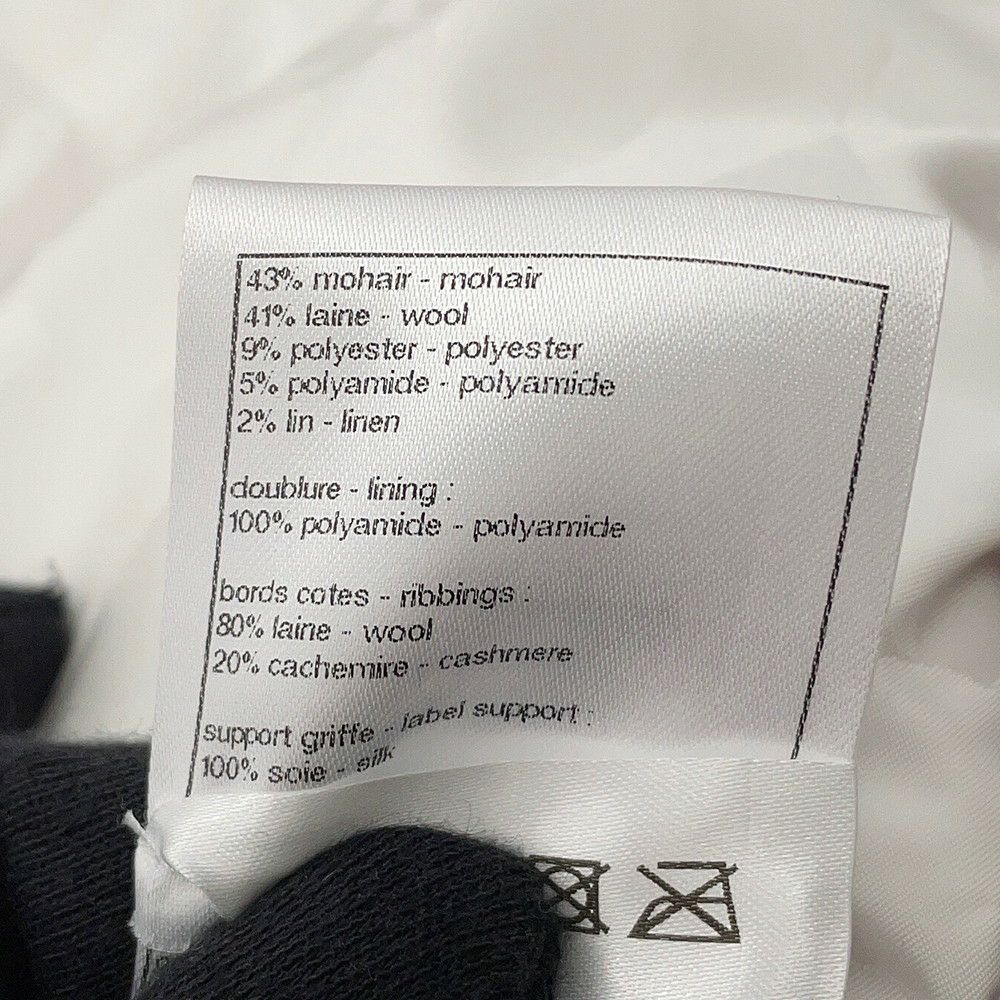 43% mohair - mohair
41% laine - wool
9% polyester - polyester
5% polyamide - polyamide
2% lin - linen
doublure - lining :
100% polyamide - polyamide
bords cotes - ribbings :
80% laine - wool
20% cachemire - cashmere
support griffe - label support :
100% soie - silk